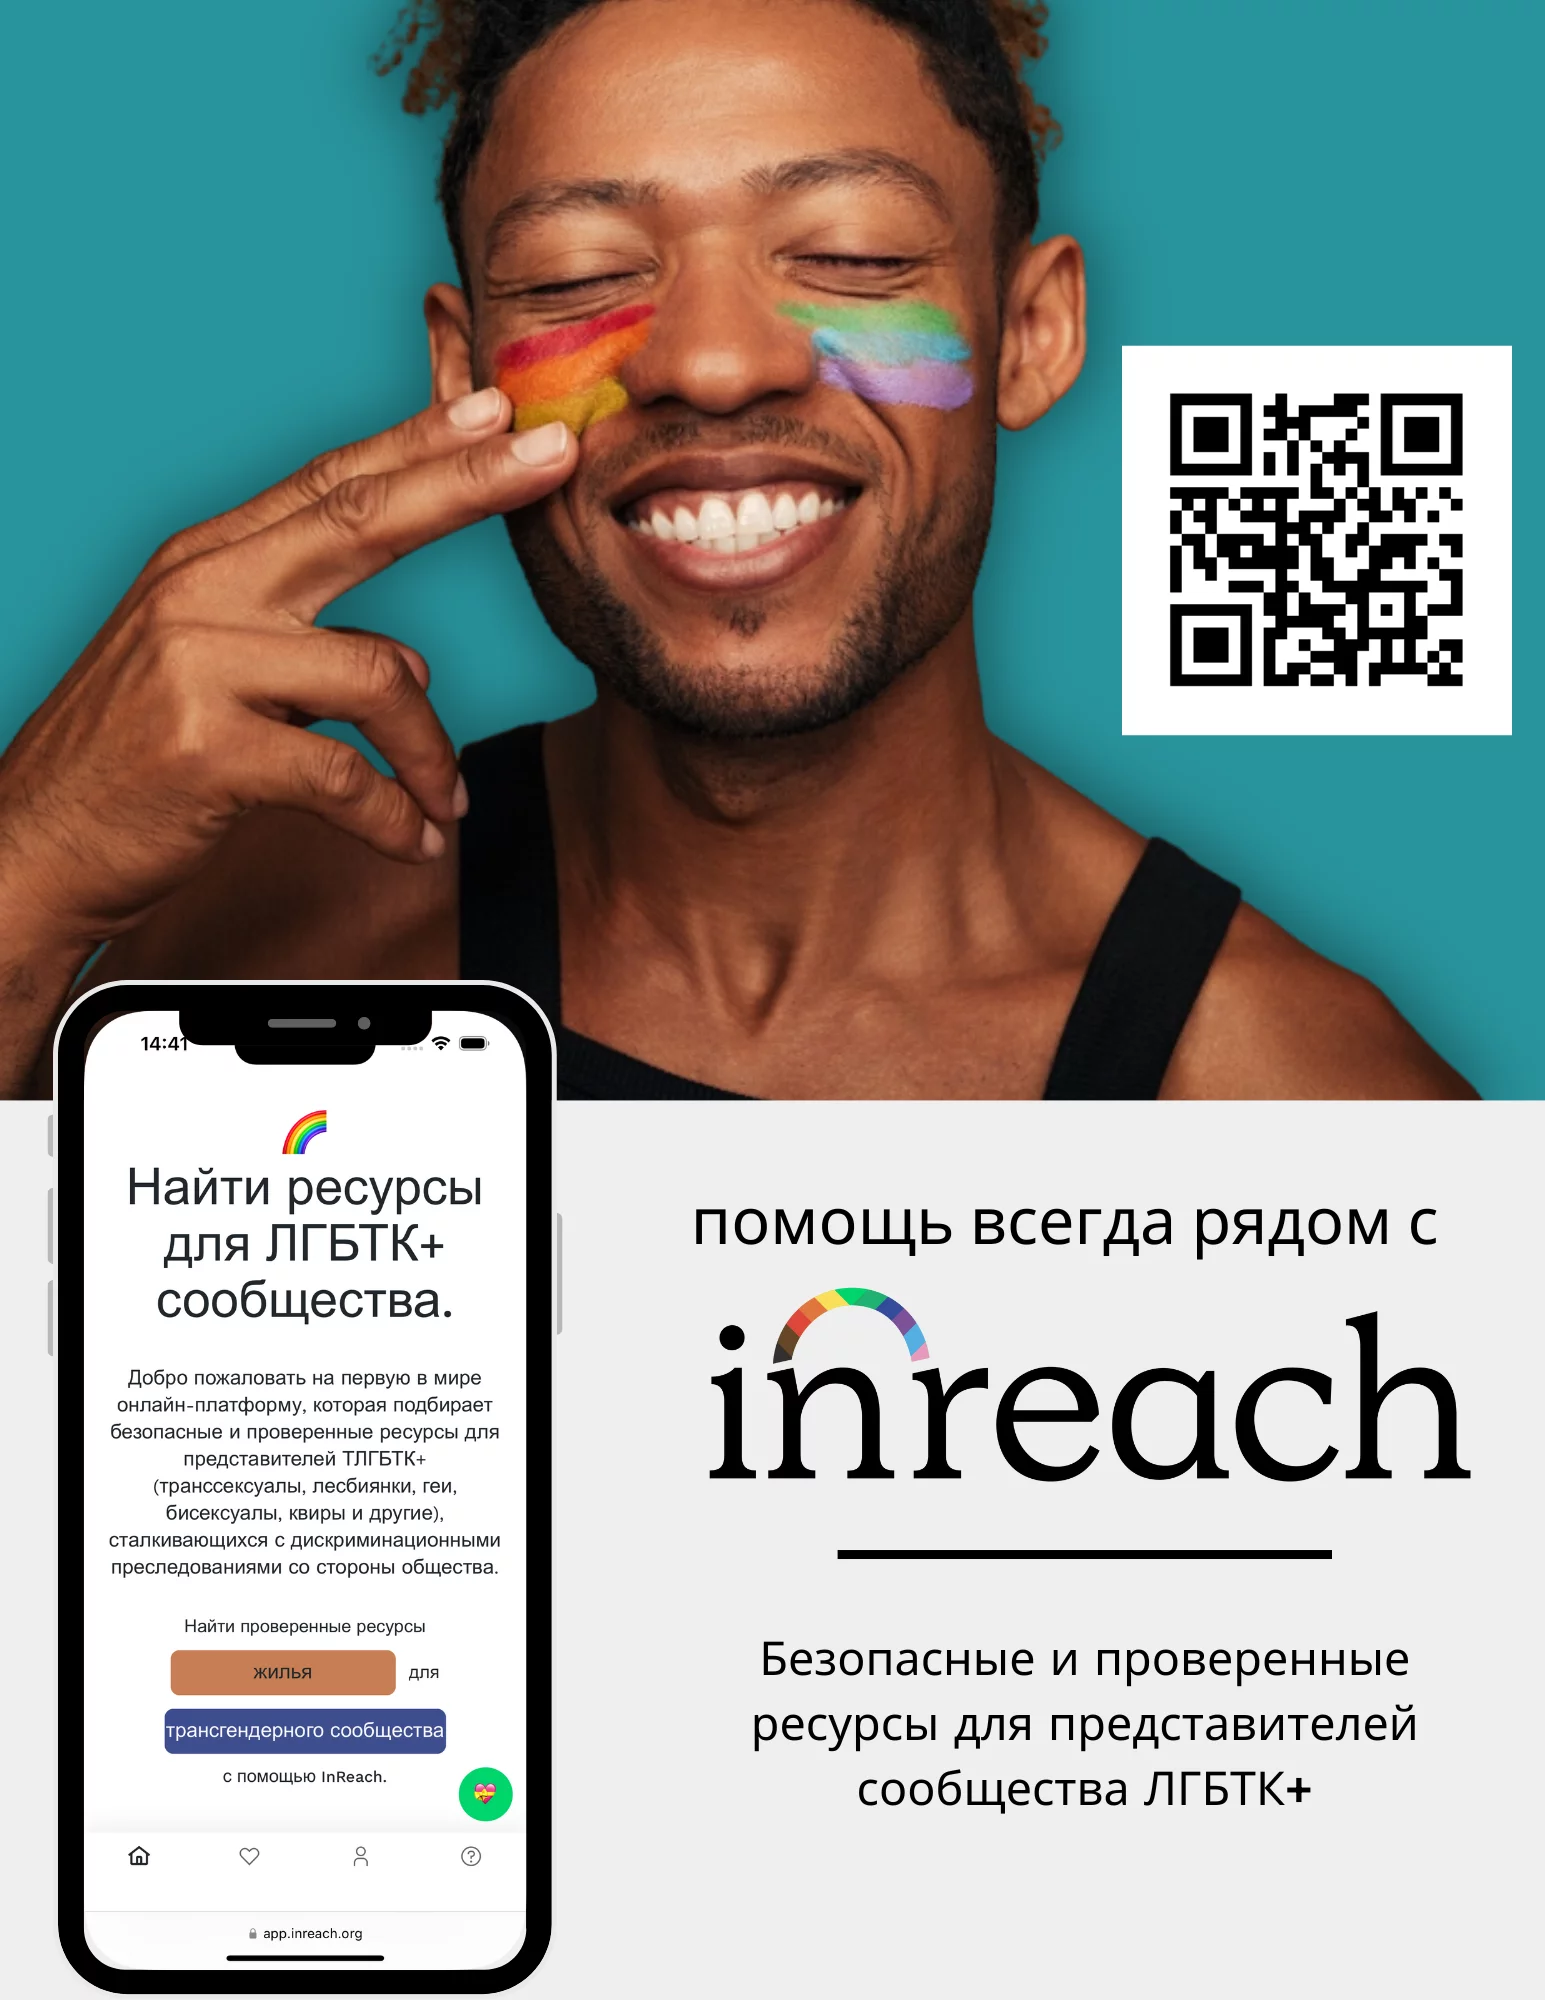 14:41
Найти ресурсы
для ЛГБТК+
сообщества.
Добро пожаловать на первую в мире
онлайн-платформу, которая подбирает
безопасные и проверенные ресурсы для
представителей ТЛГБТК+
(транссексуалы, лесбиянки, геи,
бисексуалы, квиры и другие),
сталкивающихся с дискриминационными
преследованиями со стороны общества.
Найти проверенные ресурсы
жилья для
трансгендерного сообщества
с помощью InReach.
app.inreach.org
помощь всегда рядом с
inreach
Безопасные и проверенные
ресурсы для представителей
сообщества ЛГБТК+